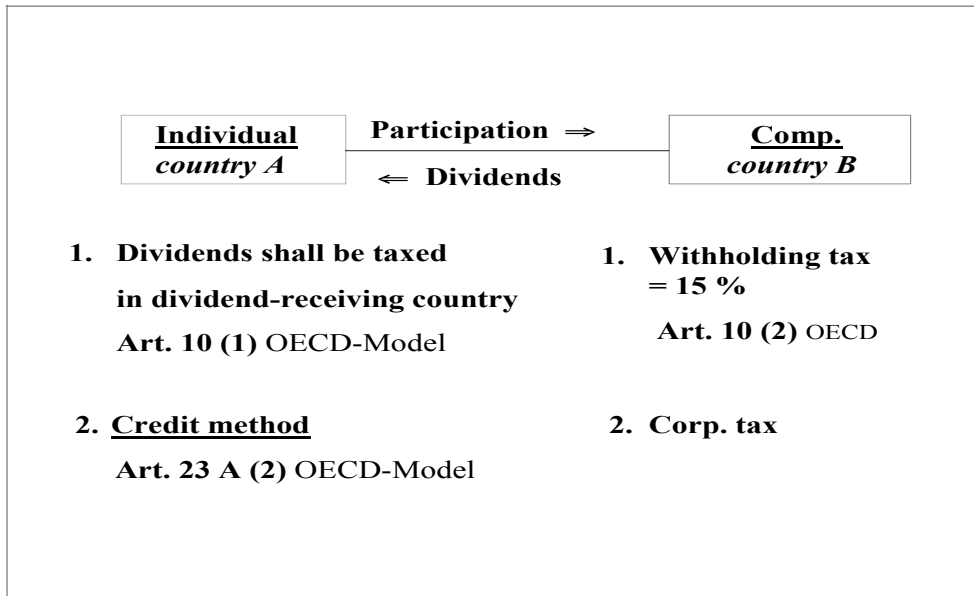 Individual
country A
Participation ⇒
⇐ Dividends
Comp.
country B
1. Dividends shall be taxed
in dividend-receiving country
Art. 10 (1) OECD-Model
2. Credit method
Art. 23 A (2) OECD-Model
1. Withholding tax
= 15 %
Art. 10 (2) OECD
2. Corp. tax